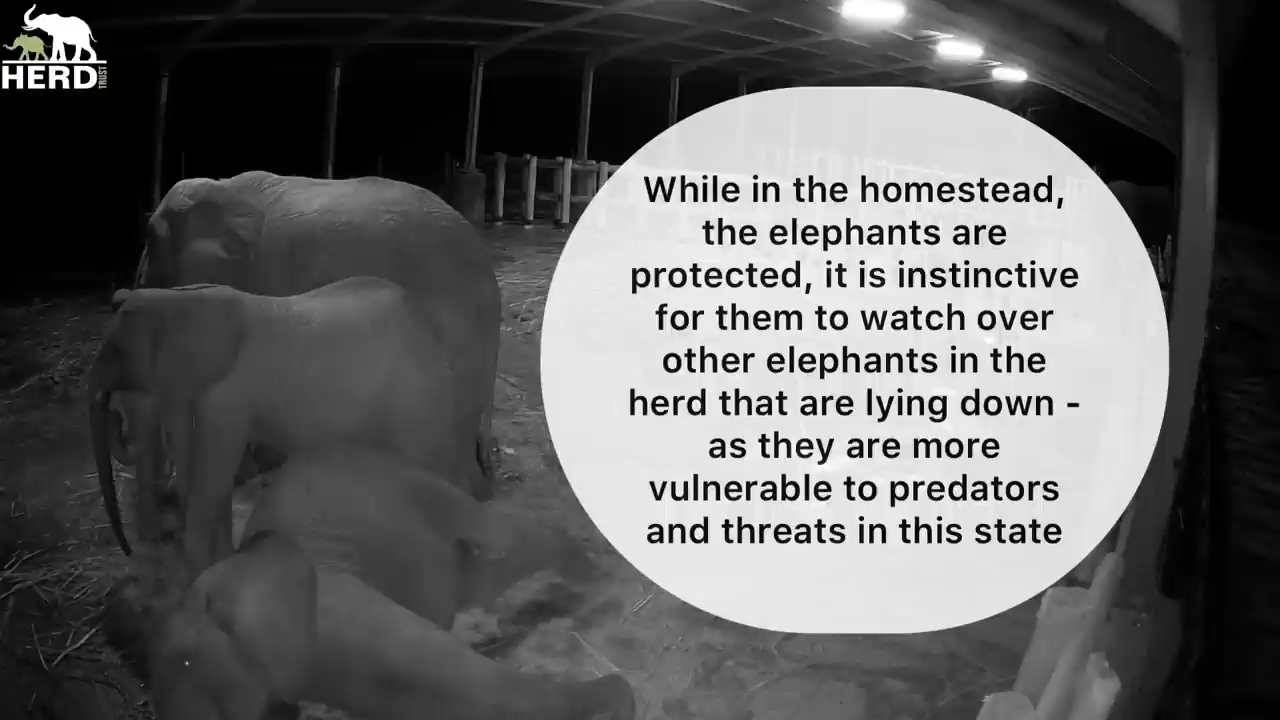 HERD
TRUST
While in the homestead,
the elephants are
protected, it is instinctive
for them to watch over
other elephants in the
herd that are lying down -
as they are more
vulnerable to predators
and threats in this state